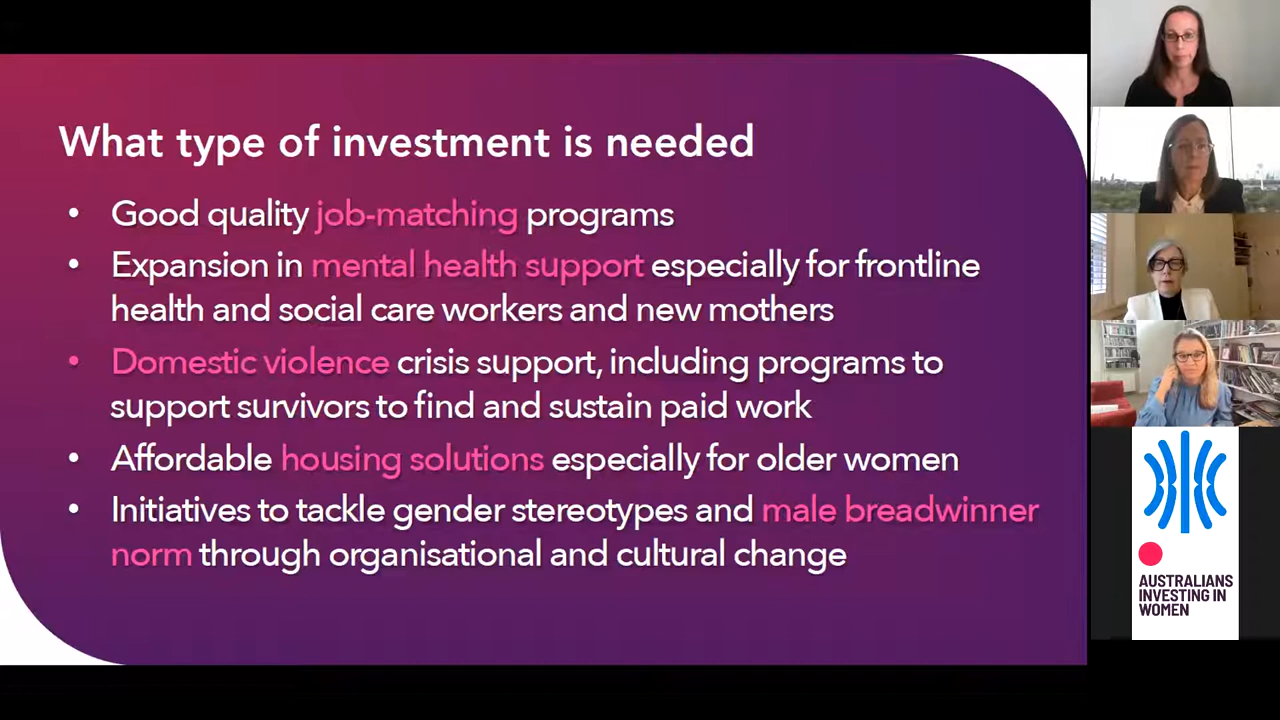 What type of investment is needed
• Good quality job-matching programs
• Expansion in mental health support especially for frontline
health and social care workers and new mothers
• Domestic violence crisis support, including programs to
support survivors to find and sustain paid work
• Affordable housing solutions especially for older women
• Initiatives to tackle gender stereotypes and male breadwinner
norm through organisational and cultural change
AUSTRALIANS
INVESTING IN
WOMEN